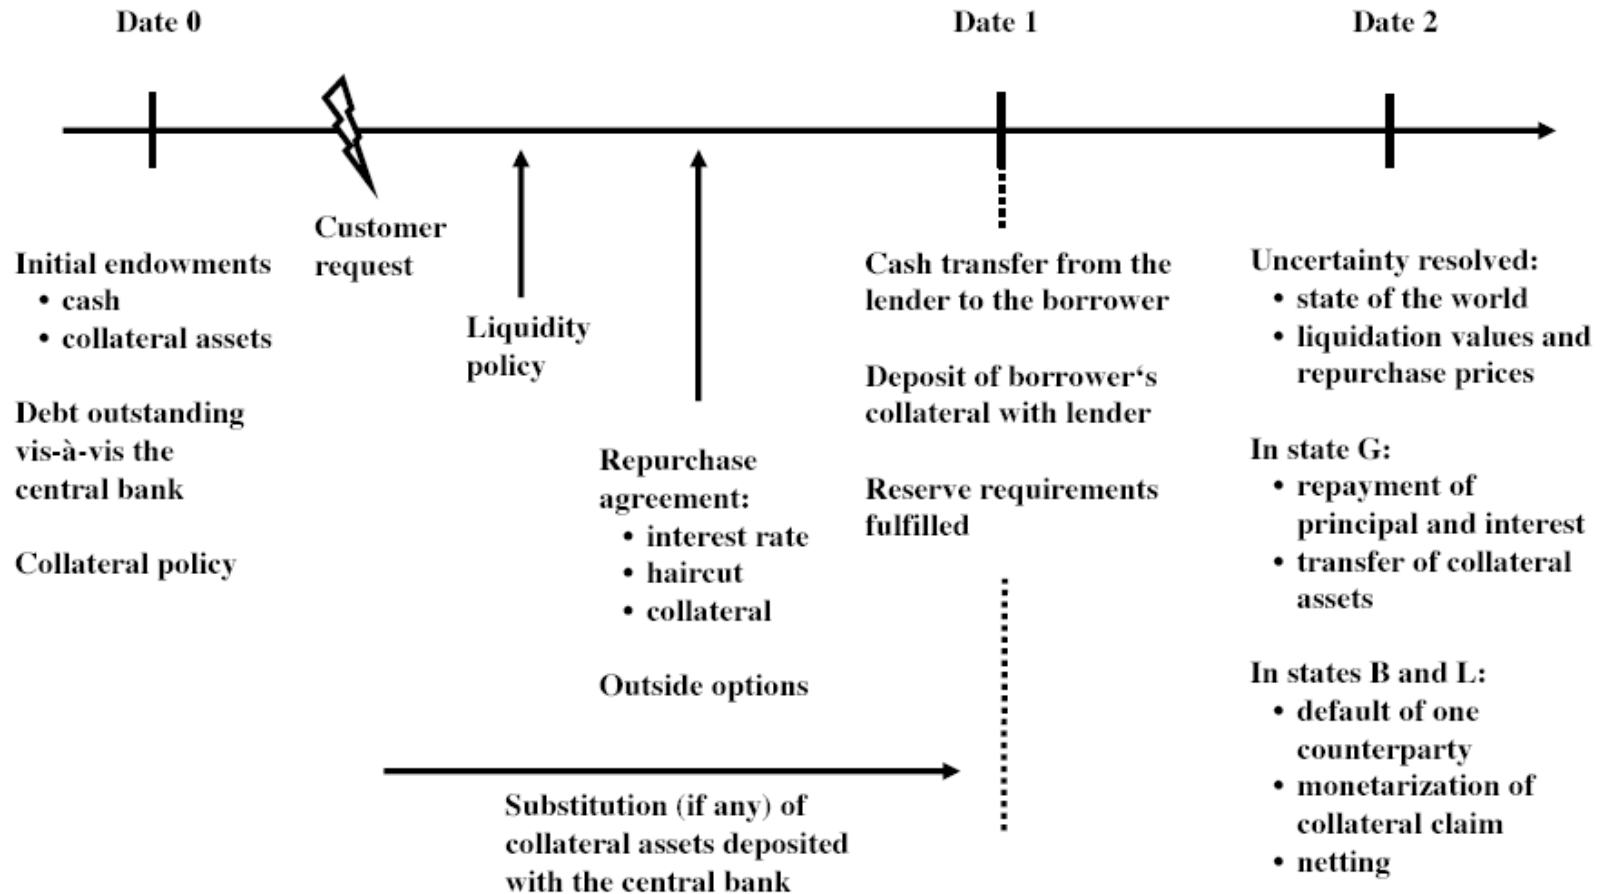 Date 0
Date 1
Date 2
Initial endowments
• cash
• collateral assets
Debt outstanding
vis-à-vis the
central bank
Collateral policy
Customer
request
Liquidity
policy
Repurchase
agreement:
• interest rate
• haircut
• collateral
Outside options
Substitution (if any) of
collateral assets deposited
with the central bank
Cash transfer from the
lender to the borrower
Deposit of borrower‘s
collateral with lender
Reserve requirements
fulfilled
Uncertainty resolved:
• state of the world
• liquidation values and
repurchase prices
In state G:
• repayment of
principal and interest
• transfer of collateral
assets
In states B and L:
• default of one
counterparty
• monetarization of
collateral claim
• netting